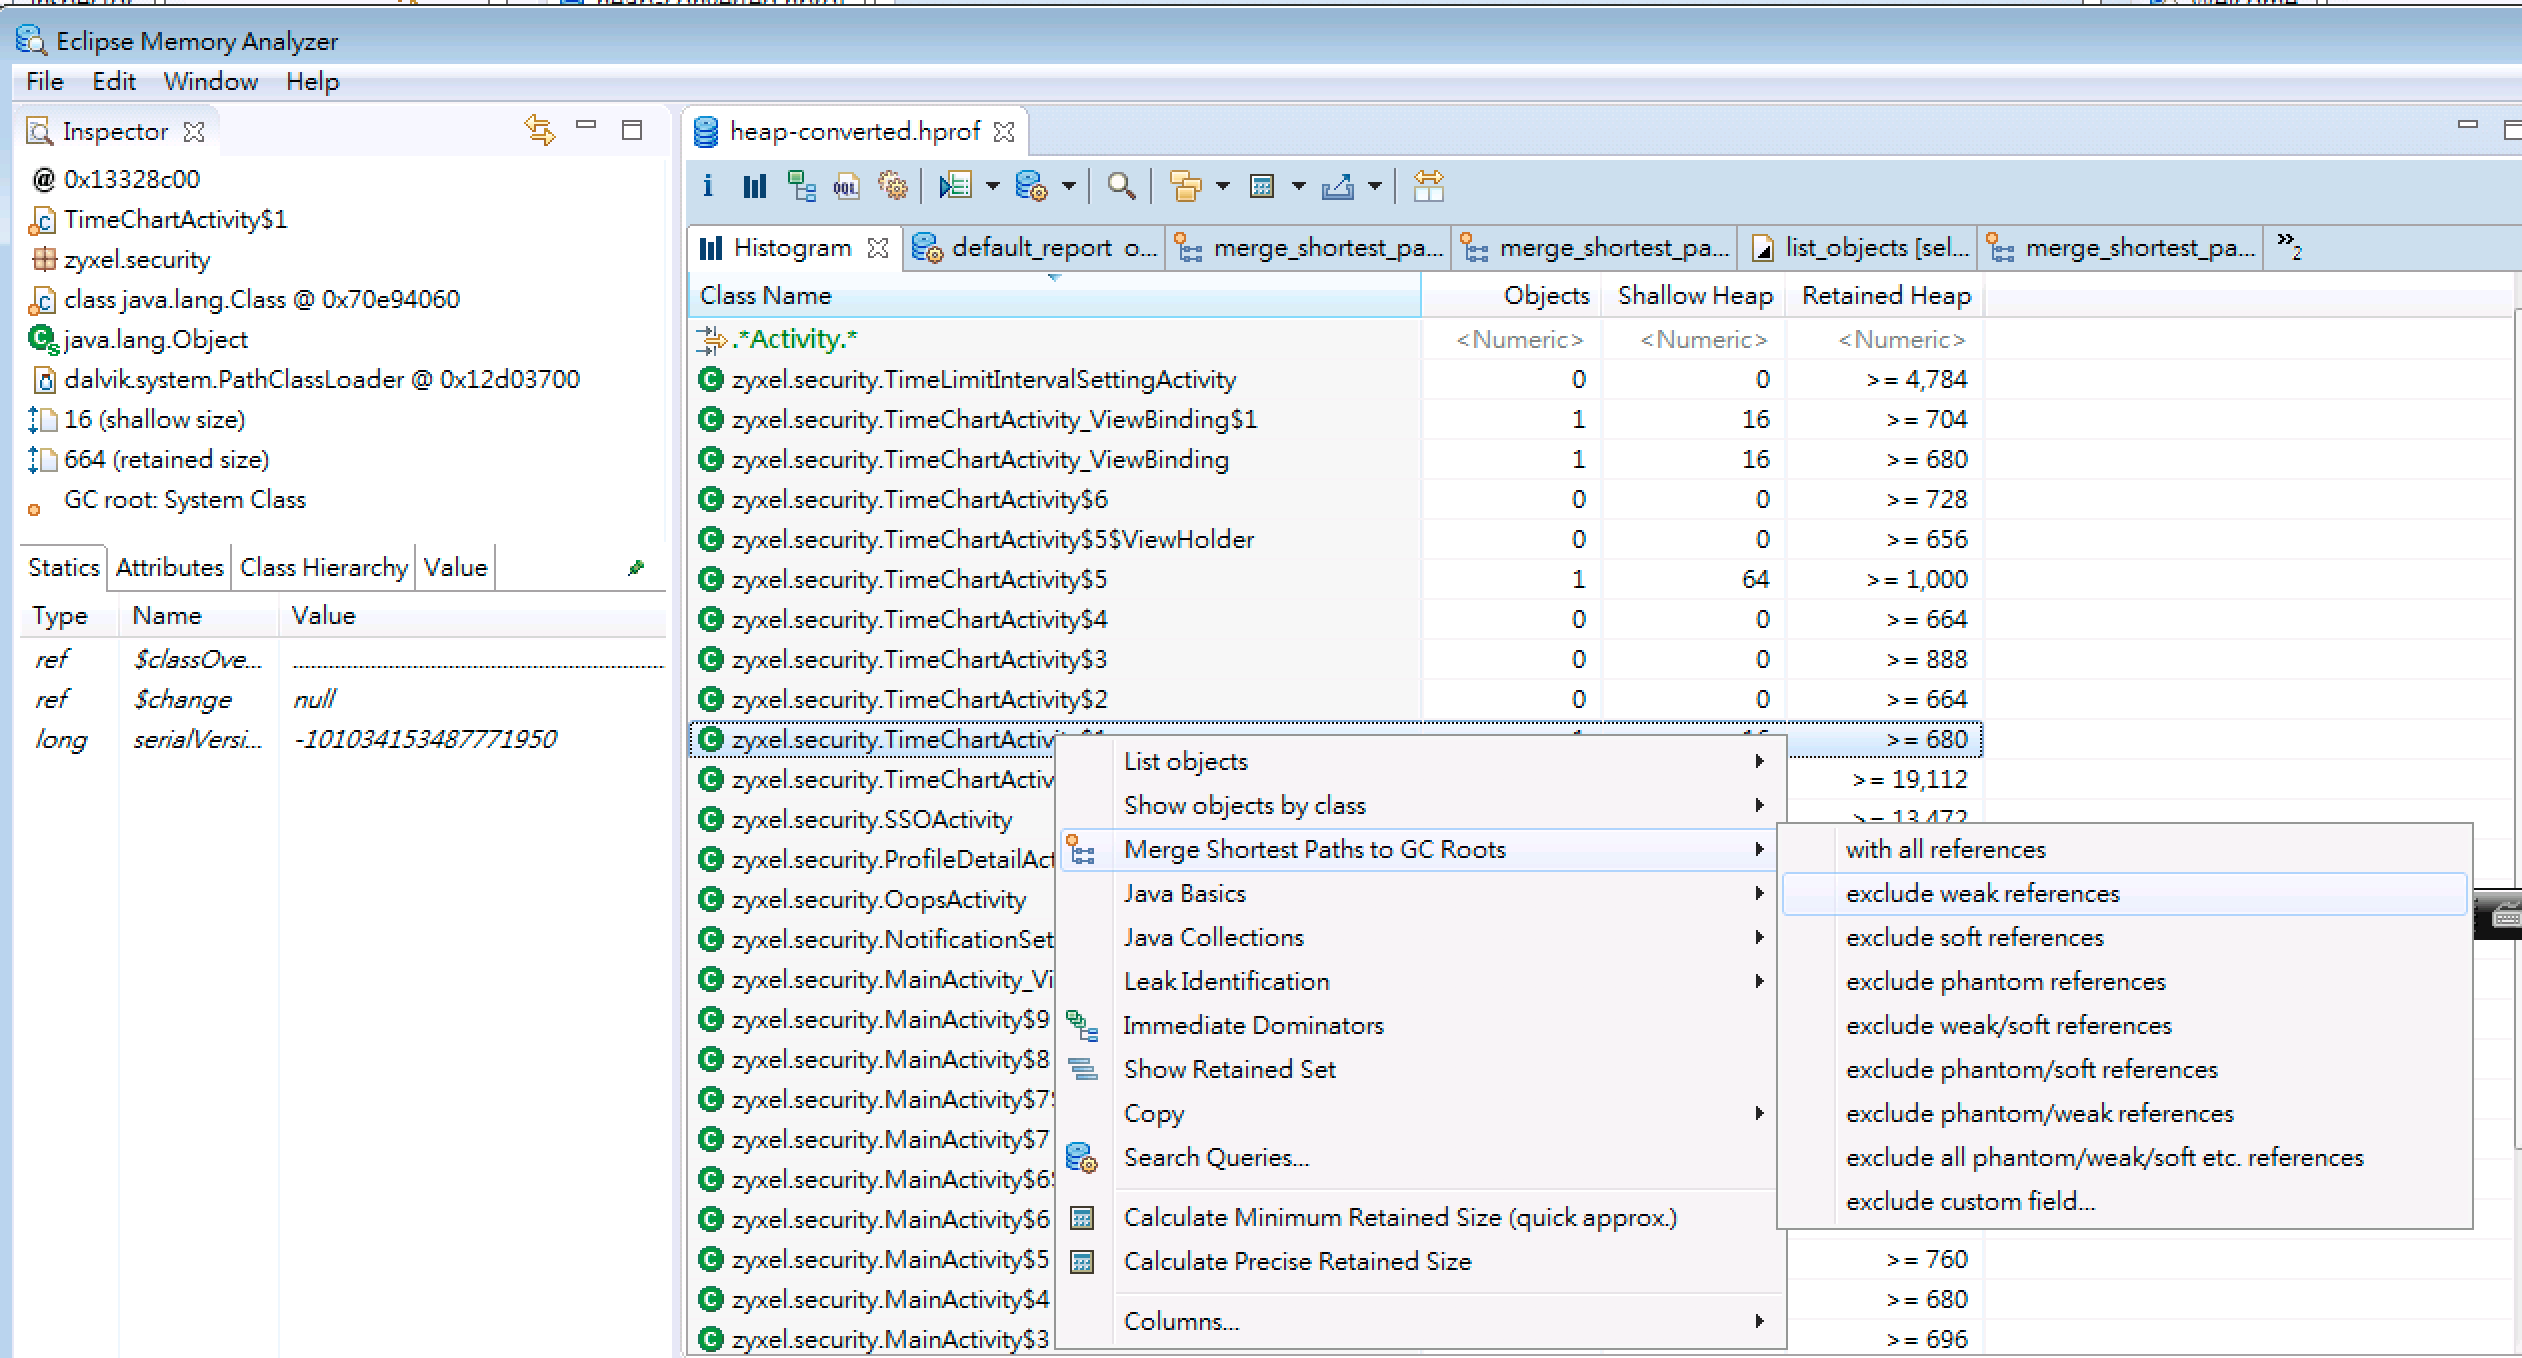 Eclipse Memory Analyzer
File Edit Window Help
Inspector
@ 0x13328c00
TimeChartActivity$1
zyxel.security
class java.lang.Class @ 0x70e94060
java.lang.Object
dalvik.system.PathClassLoader @ 0x12d03700
16 (shallow size)
664 (retained size)
GC root: System Class
Statics Attributes Class Hierarchy Value
Type Name Value
ref $classOve...
ref $change null
long serialVersi... -1010341534877719​50
heap-converted.hprof
Histogram default_report o... merge_shortest_pa... merge_shortest_pa... list_objects [sel... merge_shortest_pa... »2
Class Name Objects Shallow Heap Retained Heap
.*Activity.* <Numeric> <Numeric> <Numeric>
zyxel.security.TimeLimitIntervalSettingActivity 0 0 >= 4,784
zyxel.security.TimeChartActivity_ViewBinding$1 1 16 >= 704
zyxel.security.TimeChartActivity_ViewBinding 1 16 >= 680
zyxel.security.TimeChartActivity$6 0 0 >= 728
zyxel.security.TimeChartActivity$5$ViewHolder 0 0 >= 656
zyxel.security.TimeChartActivity$5 1 64 >= 1,000
zyxel.security.TimeChartActivity$4 0 0 >= 664
zyxel.security.TimeChartActivity$3 0 0 >= 888
zyxel.security.TimeChartActivity$2 0 0 >= 664
zyxel.security.TimeChartActivity$1 1 16 >= 680
zyxel.security.TimeChartActiv >= 19,112
zyxel.security.SSOActivity >= 13,472
zyxel.security.ProfileDetailAct
zyxel.security.OopsActivity
zyxel.security.NotificationSet
zyxel.security.MainActivity_Vi
zyxel.security.MainActivity$9
zyxel.security.MainActivity$8
zyxel.security.MainActivity$7
zyxel.security.MainActivity$7
zyxel.security.MainActivity$6
zyxel.security.MainActivity$6
zyxel.security.MainActivity$5 >= 760
zyxel.security.MainActivity$4 >= 680
zyxel.security.MainActivity$3 >= 696
List objects
Show objects by class
Merge Shortest Paths to GC Roots
Java Basics
Java Collections
Leak Identification
Immediate Dominators
Show Retained Set
Copy
Search Queries...
Calculate Minimum Retained Size (quick approx.)
Calculate Precise Retained Size
Columns...
with all references
exclude weak references
exclude soft references
exclude phantom references
exclude weak/soft references
exclude phantom/soft references
exclude phantom/weak references
exclude all phantom/weak/soft etc. references
exclude custom field...